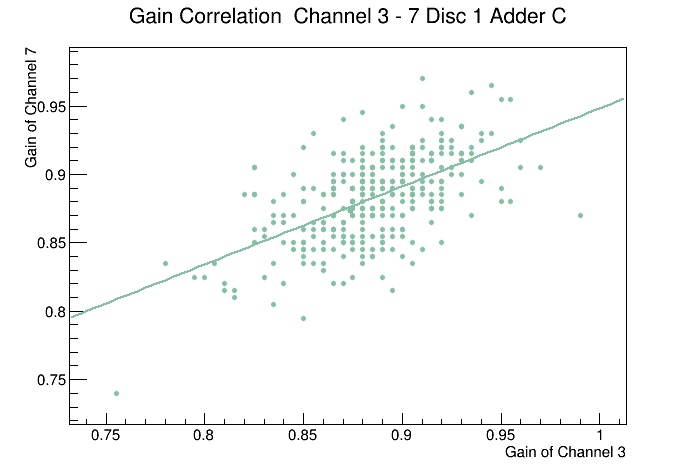 Gain Correlation  Channel 3 - 7 Disc 1 Adder C
Gain of Channel 7
0.95
0.9
0.85
0.8
0.75
0.75 0.8 0.85 0.9 0.95 1
Gain of Channel 3